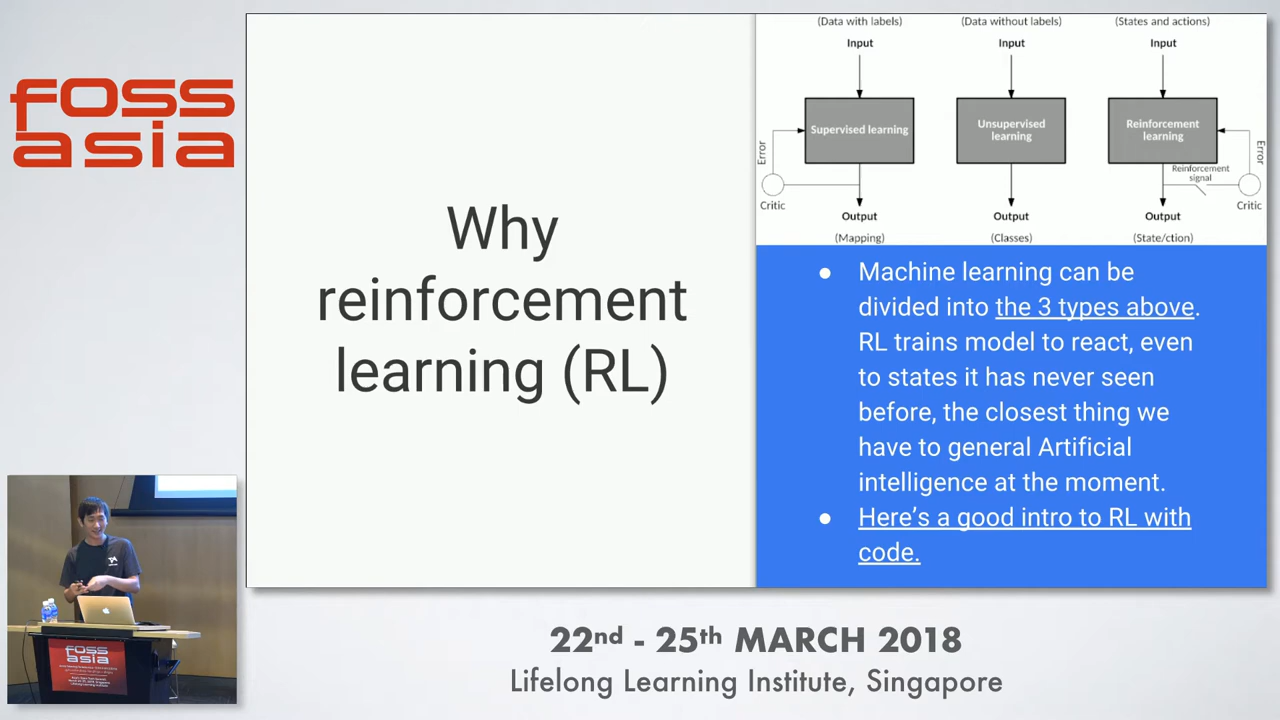 foss
asia
Why
reinforcement
learning (RL)
(Data with labels)
Input
Supervised learning
Error
Critic
Output
(Mapping)
(Data without labels)
Input
Unsupervised
learning
Output
(Classes)
(States and actions)
Input
Reinforcement
learning
Error
Reinforcement
signal
Critic
Output
(State/ction)
● Machine learning can be
divided into the 3 types above.
RL trains model to react, even
to states it has never seen
before, the closest thing we
have to general Artificial
intelligence at the moment.
● Here's a good intro to RL with
code.
foss
asia
22nd - 25th MARCH 2018
Lifelong Learning Institute, Singapore